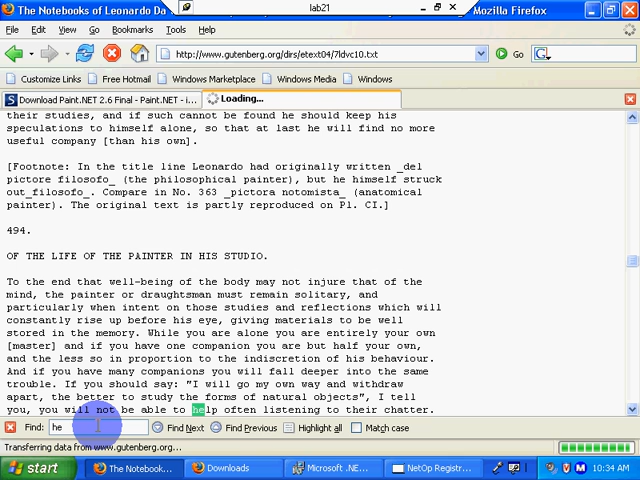 The Notebooks of Leonardo Da
lab21
Mozilla Firefox
File Edit View Go Bookmarks Tools Help
http://www.gutenberg.org/dirs/etext04/7ldvc10.txt
Go
Customize Links Free Hotmail Windows Marketplace Windows Media Windows
Download Paint.NET 2.6 Final - Paint.NET - i...
Loading...
their studies, and if such cannot be found he should keep his
speculations to himself alone, so that at last he will find no more
useful company [than his own].
[Footnote: In the title line Leonardo had originally written _del
pictore filosofo_ (the philosophical painter), but he himself struck
out_filosofo_. Compare in No. 363 _pictora notomista_ (anatomical
painter). The original text is partly reproduced on Pl. CI.]
494.
OF THE LIFE OF THE PAINTER IN HIS STUDIO.
To the end that well-being of the body may not injure that of the
mind, the painter or draughtsman must remain solitary, and
particularly when intent on those studies and reflections which will
constantly rise up before his eye, giving materials to be well
stored in the memory. While you are alone you are entirely your own
[master] and if you have one companion you are but half your own,
and the less so in proportion to the indiscretion of his behaviour.
And if you have many companions you will fall deeper into the same
trouble. If you should say: "I will go my own way and withdraw
apart, the better to study the forms of natural objects", I tell
you, you will not be able to help often listening to their chatter.
Find: he Find Next Find Previous Highlight all Match case
Transferring data from www.gutenberg.org...
start The Notebook... Downloads Microsoft .NE... NetOp Registr... 10:34 AM